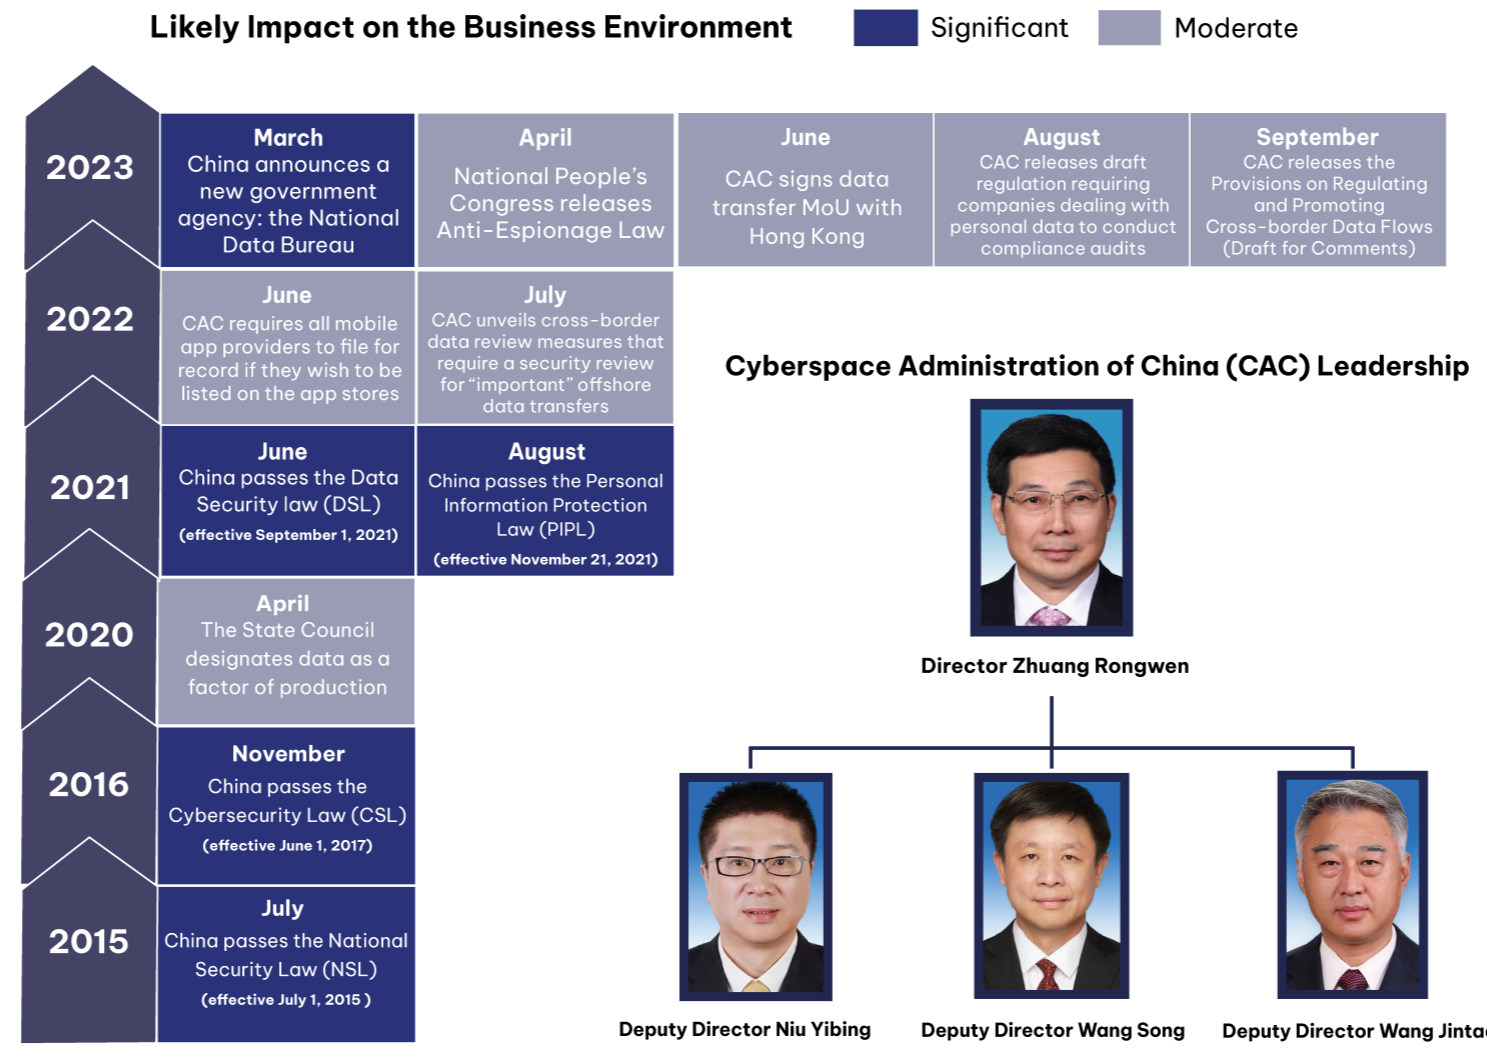 Likely Impact on the Business Environment
Significant
Moderate
2023
March
China announces a
new government
agency: the National
Data Bureau
April
National People's
Congress releases
Anti-Espionage Law
June
CAC signs data
transfer MoU with
Hong Kong
August
CAC releases draft
regulation requiring
companies dealing with
personal data to conduct
compliance audits
September
CAC releases the
Provisions on Regulating
and Promoting
Cross-border Data Flows
(Draft for Comments)
2022
June
CAC requires all mobile
app providers to file for
record if they wish to be
listed on the app stores
July
CAC unveils cross-border
data review measures that
require a security review
for “important” offshore
data transfers
2021
June
China passes the Data
Security law (DSL)
(effective September 1, 2021)
August
China passes the Personal
Information Protection
Law (PIPL)
(effective November 21, 2021)
2020
April
The State Council
designates data as a
factor of production
2016
November
China passes the
Cybersecurity Law (CSL)
(effective June 1, 2017)
2015
July
China passes the National
Security Law (NSL)
(effective July 1, 2015 )
Cyberspace Administration of China (CAC) Leadership
Director Zhuang Rongwen
Deputy Director Niu Yibing
Deputy Director Wang Song
Deputy Director Wang